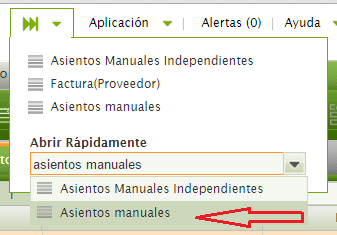 Aplicación Alertas (0) Ayuda
Asientos Manuales Independientes
Factura(Proveedor)
Asientos manuales
Abrir Rápidamente
asientos manuales
Asientos Manuales Independientes
Asientos manuales